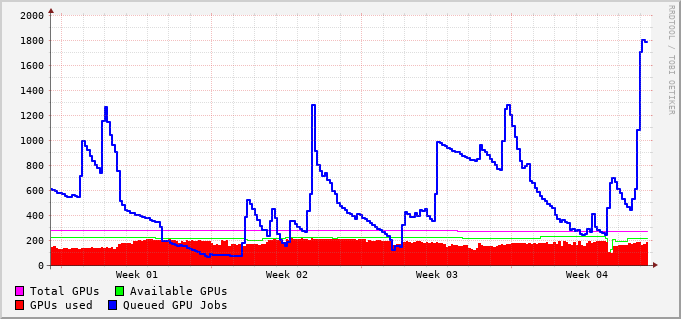 2000
1800
1600
1400
1200
1000
800
600
400
200
0
Week 01 Week 02 Week 03 Week 04
Total GPUs Available GPUs
GPUs used Queued GPU Jobs
RRDTOOL / TOBI OETIKER